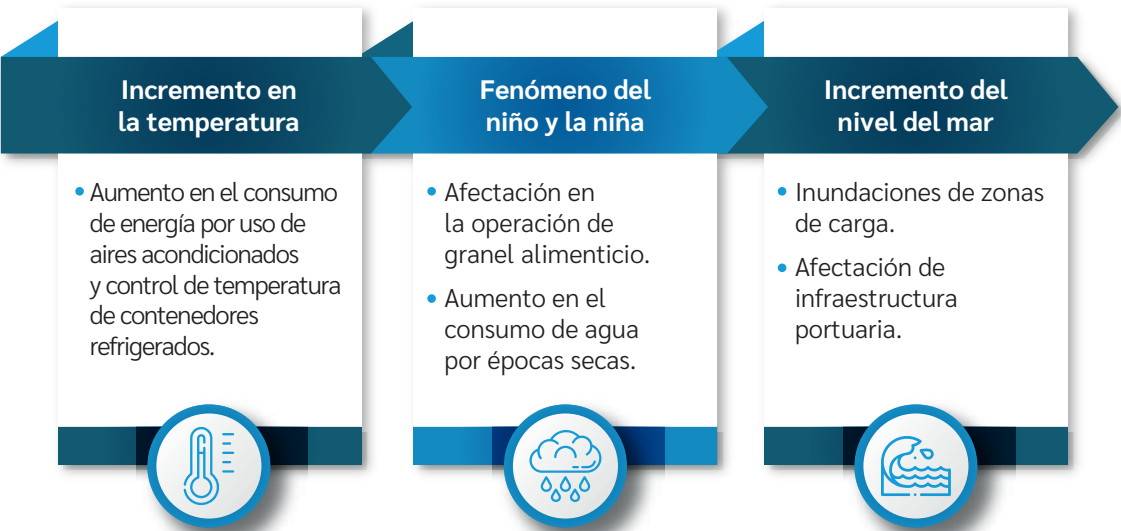 Incremento en
la temperatura
• Aumento en el consumo
de energía por uso de
aires acondicionados
y control de temperatura
de contenedores
refrigerados.
Fenómeno del
niño y la niña
• Afectación en
la operación de
granel alimenticio.
• Aumento en el
consumo de agua
por épocas secas.
Incremento del
nivel del mar
• Inundaciones de zonas
de carga.
• Afectación de
infraestructura
portuaria.